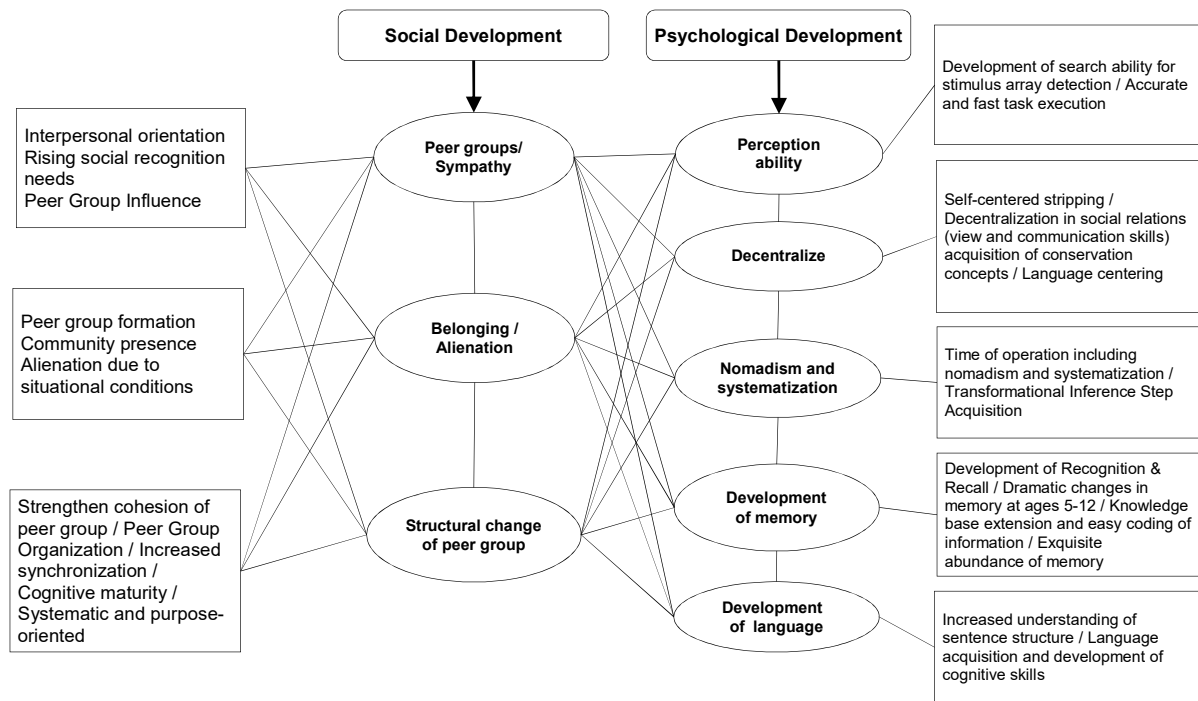 Social Development
Psychological Development
Interpersonal orientation
Rising social recognition
needs
Peer Group Influence
Peer group formation
Community presence
Alienation due to
situational conditions
Strengthen cohesion of
peer group / Peer Group
Organization / Increased
synchronization /
Cognitive maturity /
Systematic and purpose-
oriented
Peer groups/
Sympathy
Belonging /
Alienation
Structural change
of peer group
Perception
ability
Decentralize
Nomadism and
systematization
Development
of memory
Development
of language
Development of search ability for
stimulus array detection / Accurate
and fast task execution
Self-centered stripping /
Decentralization in social relations
(view and communication skills)
acquisition of conservation
concepts / Language centering
Time of operation including
nomadism and systematization /
Transformational Inference Step
Acquisition
Development of Recognition &
Recall / Dramatic changes in
memory at ages 5-12 / Knowledge
base extension and easy coding of
information / Exquisite
abundance of memory
Increased understanding of
sentence structure / Language
acquisition and development of
cognitive skills